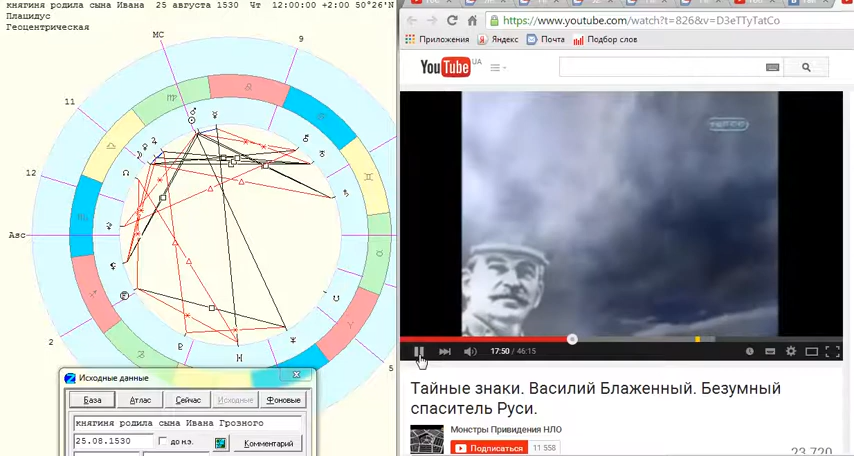 княгиня родила сына Ивана 25 августа 1530 Чт 12:00:00 +2:00 50°26'N
Плацидус
Геоцентрическая
MC
9
11
12
Asc
2
5
Исходные данные
База
Атлас
Сейчас
Исходные
Фоновые
княгиня родила сына Ивана Грозного
25.08.1530
до н.э.
Комментарий
https://www.youtube.com/watch?t=826&v=D3eTTyTatCo
Приложения
Яндекс
Почта
Подбор слов
YouTube UA
17:50 / 46:15
Тайные знаки. Василий Блаженный. Безумный
спаситель Руси.
Монстры Привидения НЛО
Подписаться 11 558
23 720